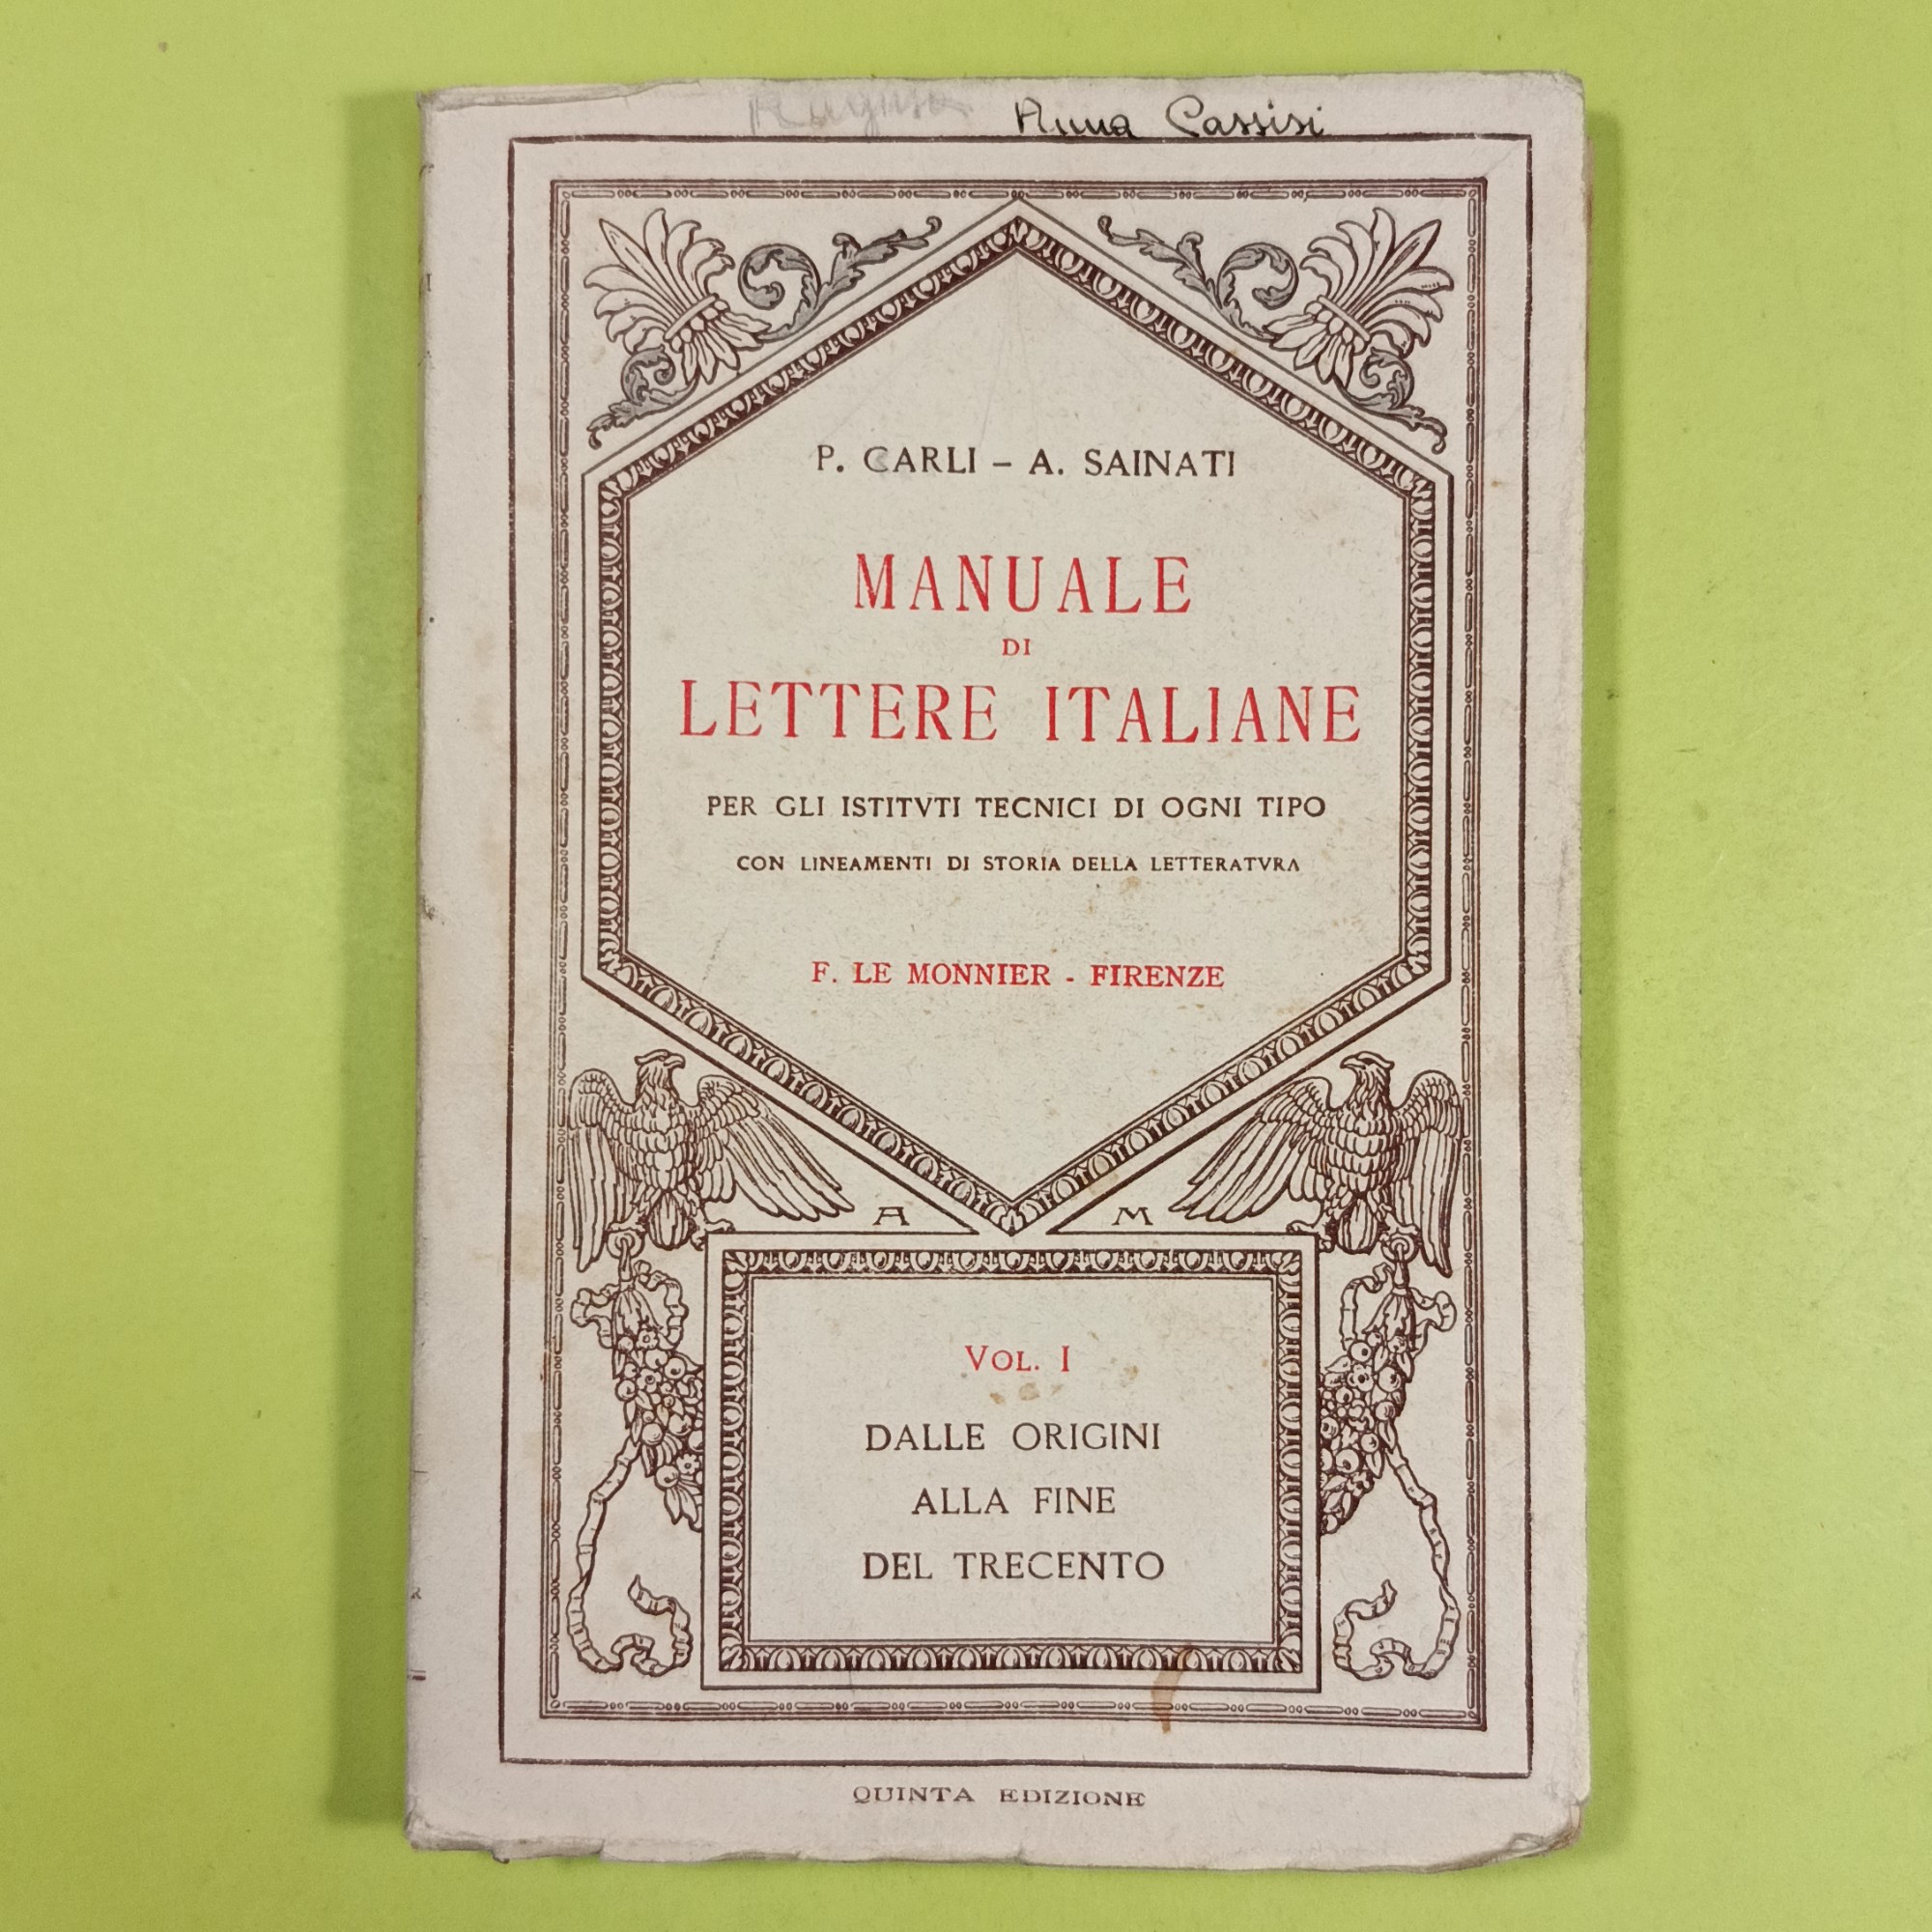 Anna Cassisi
P. CARLI – A. SAINATI
MANUALE
DI
LETTERE ITALIANE
PER GLI ISTITVTI TECNICI DI OGNI TIPO
CON LINEAMENTI DI STORIA DELLA LETTERATVRA
F. LE MONNIER - FIRENZE
A M
VOL. I
DALLE ORIGINI
ALLA FINE
DEL TRECENTO
QUINTA EDIZIONE